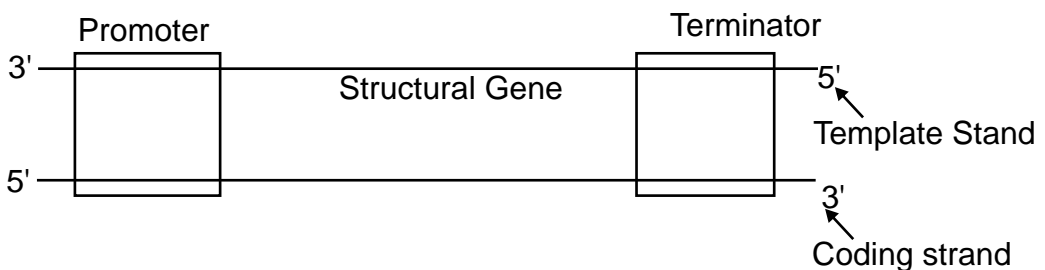 Promoter
Terminator
3'
Structural Gene
5'
Template Stand
5'
3'
Coding strand